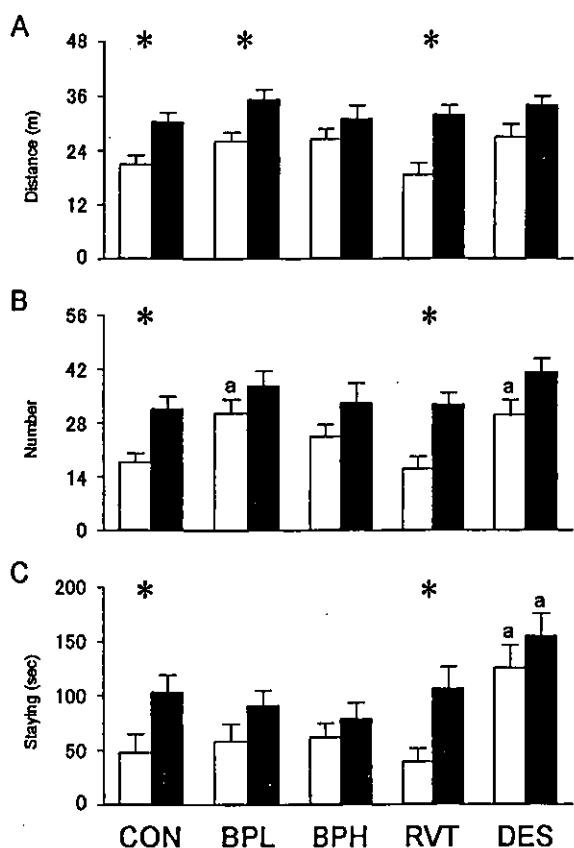 A
* * *
48
36
24
12
0
Distance (m)
B
* *
56
42
28
14
0
a a
Number
C
* *
200
150
100
50
0
a a
Staying (sec)
CON BPL BPH RVT DES